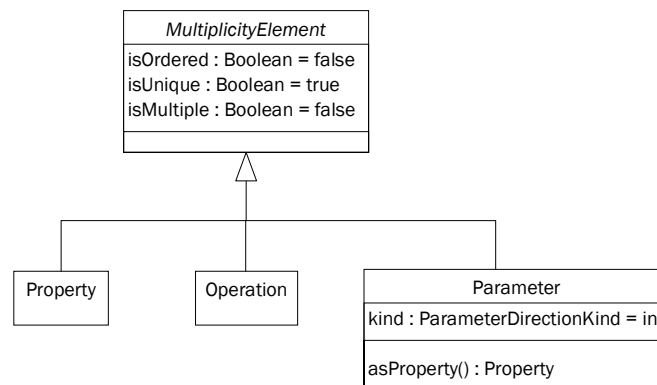 MultiplicityElement
isOrdered : Boolean = false
isUnique : Boolean = true
isMultiple : Boolean = false
Property
Operation
Parameter
kind : ParameterDirectionKind = in
asProperty() : Property